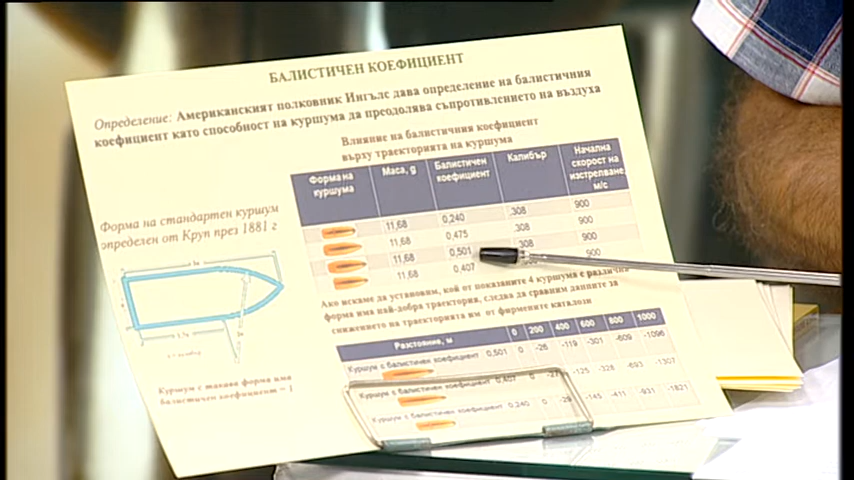 БАЛИСТИЧЕН КОЕФИЦИЕНТ
Определение: Американският полковник Ингълс дава определение на балистичния
коефициент като способност на куршума да преодолява съпротивлението на въздуха
Влияние на балистичния коефициент
върху траекторията на куршума
Форма на куршума Маса, g Балистичен коефициент Калибър Начална скорост на изстрелване, м/с
11,68 0,240 .308 900
11,68 0,475 .308 900
11,68 0,501 .308 900
11,68 0,407 900
Форма на стандартен куршум
определен от Круп през 1881 г
Куршум с такава форма има
балистичен коефициент = 1
Ако искаме да установим, кой от показаните 4 куршума с различна
форма има най-добра траектория, следва да сравним данните за
снижението на траекторията им от фирмените каталози
Разстояние, м 0 200 400 600 800 1000
Куршум с балистичен коефициент 0,501 0 -26 -119 -301 -609 -1096
Куршум с балистичен коефициент 0,407 0 -27 -125 -328 -693 -1307
Куршум с балистичен коефициент 0,240 0 -29 -145 -411 -931 -1821